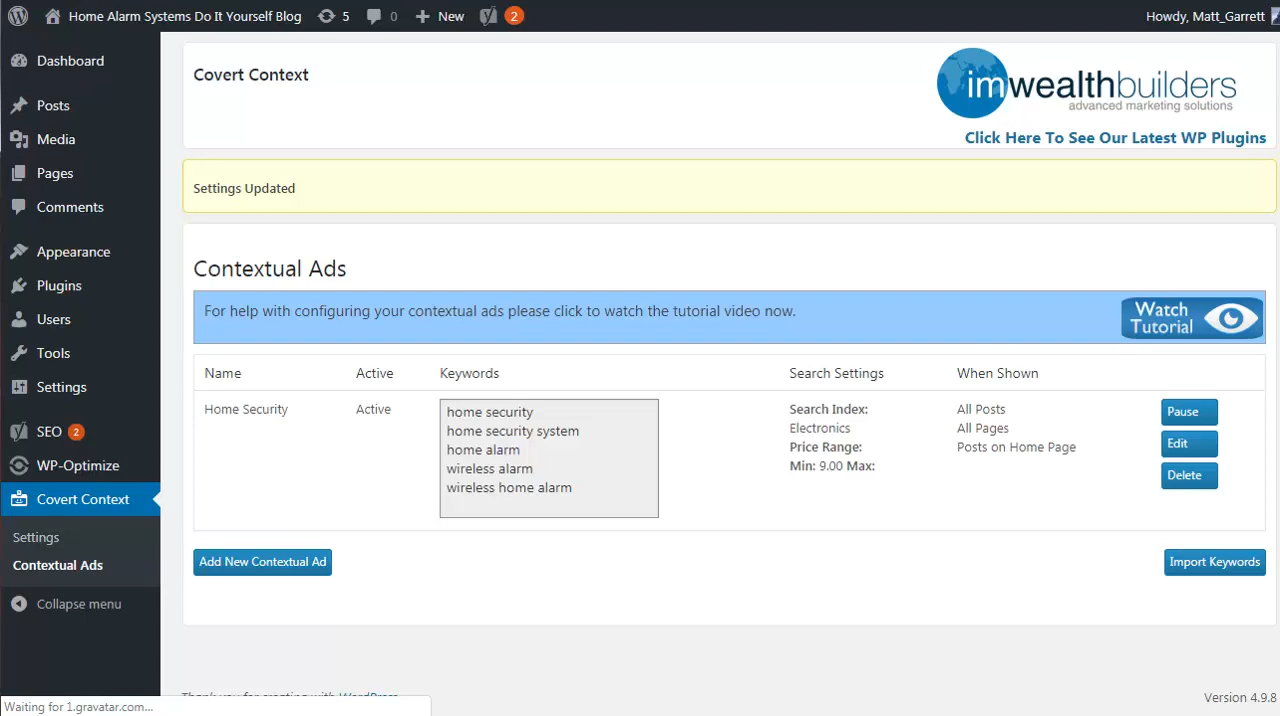 Home Alarm Systems Do It Yourself Blog 5 0 New 2 Howdy, Matt_Garrett
Dashboard
Posts
Media
Pages
Comments
Appearance
Plugins
Users
Tools
Settings
SEO 2
WP-Optimize
Covert Context
Settings
Contextual Ads
Collapse menu
Covert Context
imwealthbuilders
advanced marketing solutions
Click Here To See Our Latest WP Plugins
Settings Updated
Contextual Ads
For help with configuring your contextual ads please click to watch the tutorial video now.
Watch
Tutorial
Name Active Keywords Search Settings When Shown
Home Security Active
home security
home security system
home alarm
wireless alarm
wireless home alarm
Search Index:
Electronics
Price Range:
Min: 9.00 Max:
All Posts
All Pages
Posts on Home Page
Pause
Edit
Delete
Add New Contextual Ad Import Keywords
Thank you for creating with WordPress Version 4.9.8
Waiting for 1.gravatar.com...